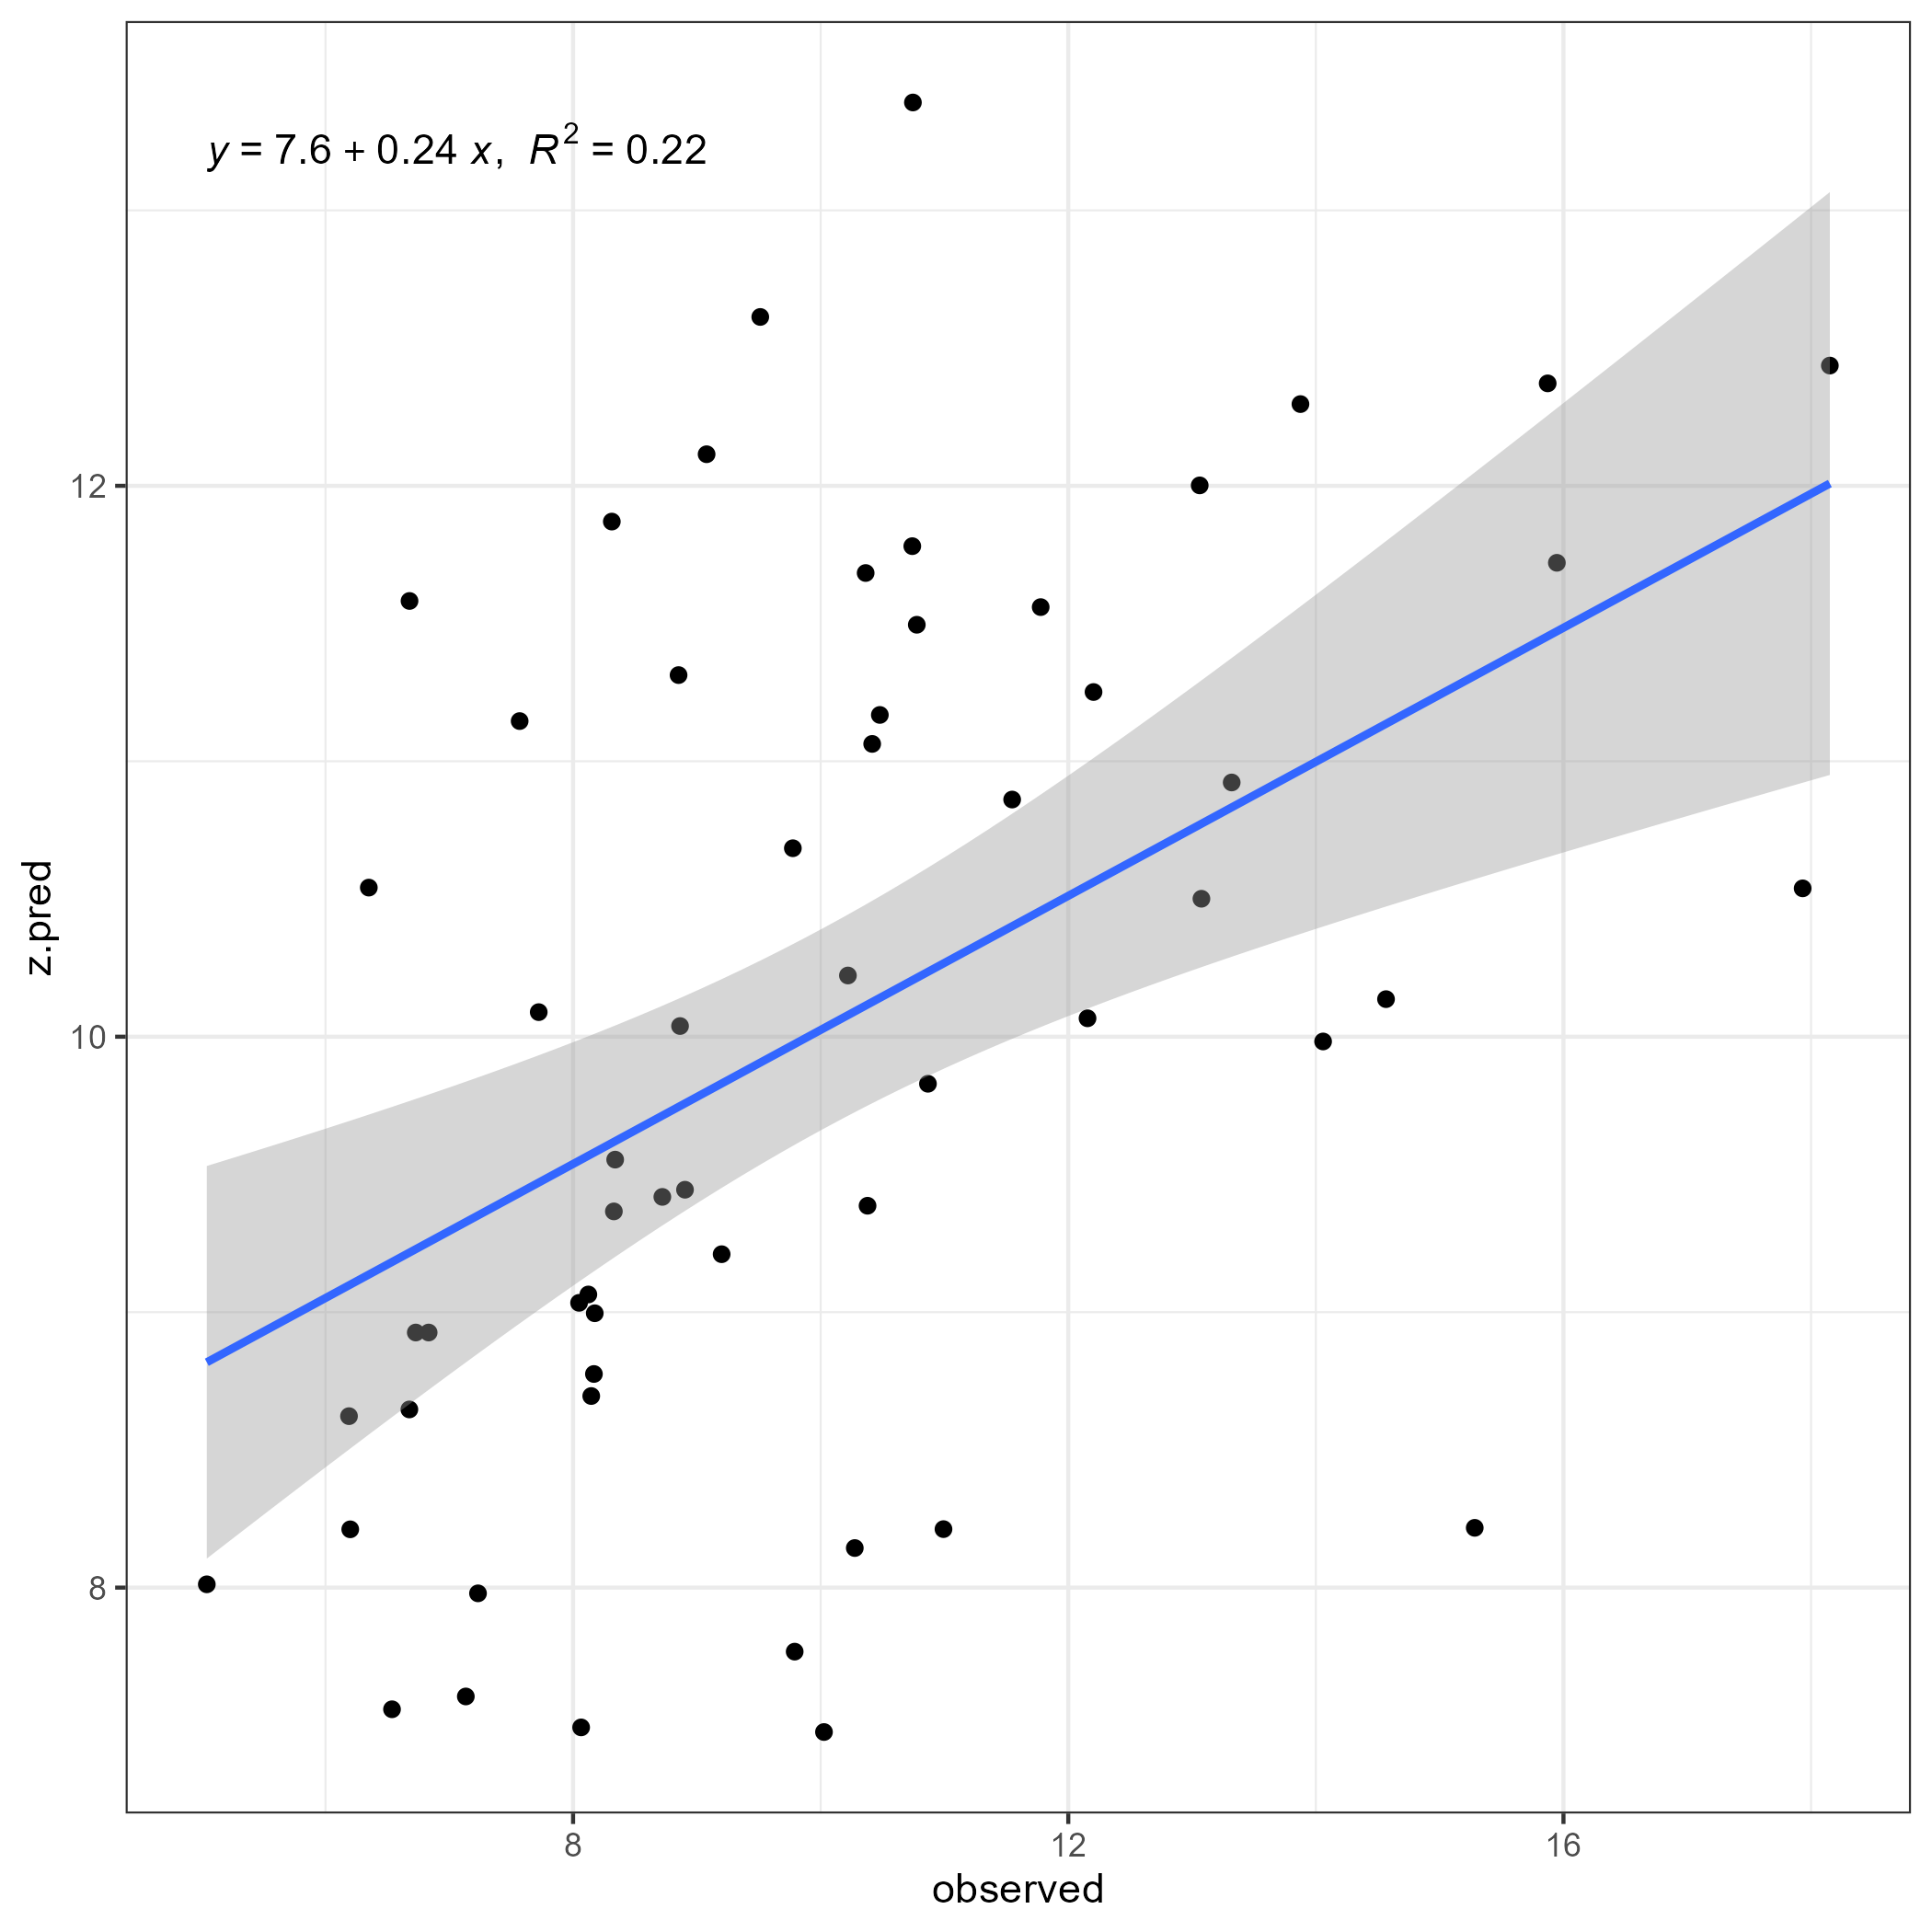 y = 7.6 + 0.24 x, R² = 0.22
12
10
8
z.pred
8 12 16
observed